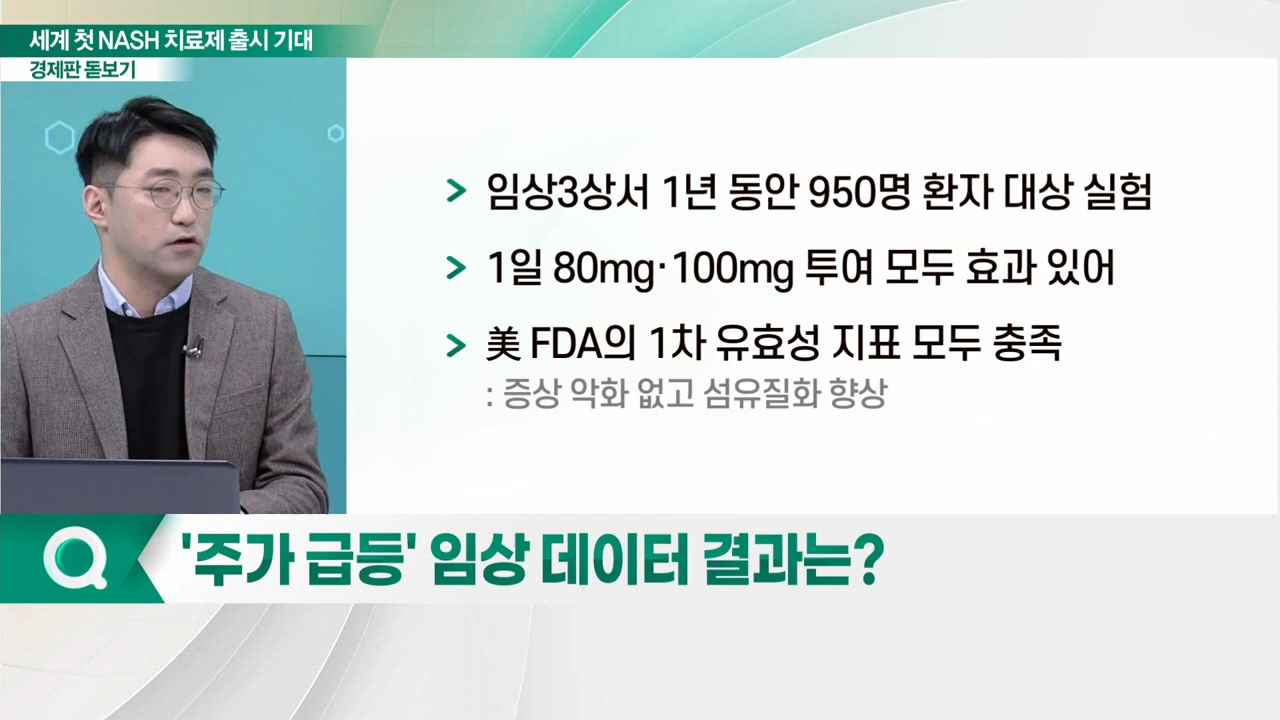 세계 첫 NASH 치료제 출시 기대
경제판 돋보기
> 임상3상서 1년 동안 950명 환자 대상 실험
> 1일 80mg·100mg 투여 모두 효과 있어
> 美 FDA의 1차 유효성 지표 모두 충족
: 증상 악화 없고 섬유질화 향상
Q '주가 급등' 임상 데이터 결과는?